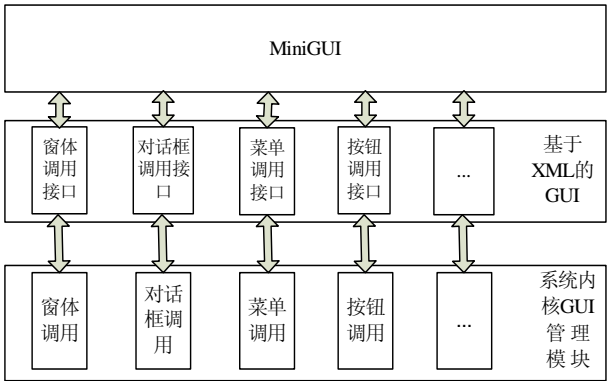 MiniGUI
窗体
调用
接口
对话框
调用接
口
菜单
调用
接口
按钮
调用
接口
...
基于
XML的
GUI
窗体
调用
对话
框调
用
菜单
调用
按钮
调用
...
系统内
核GUI
管 理
模 块